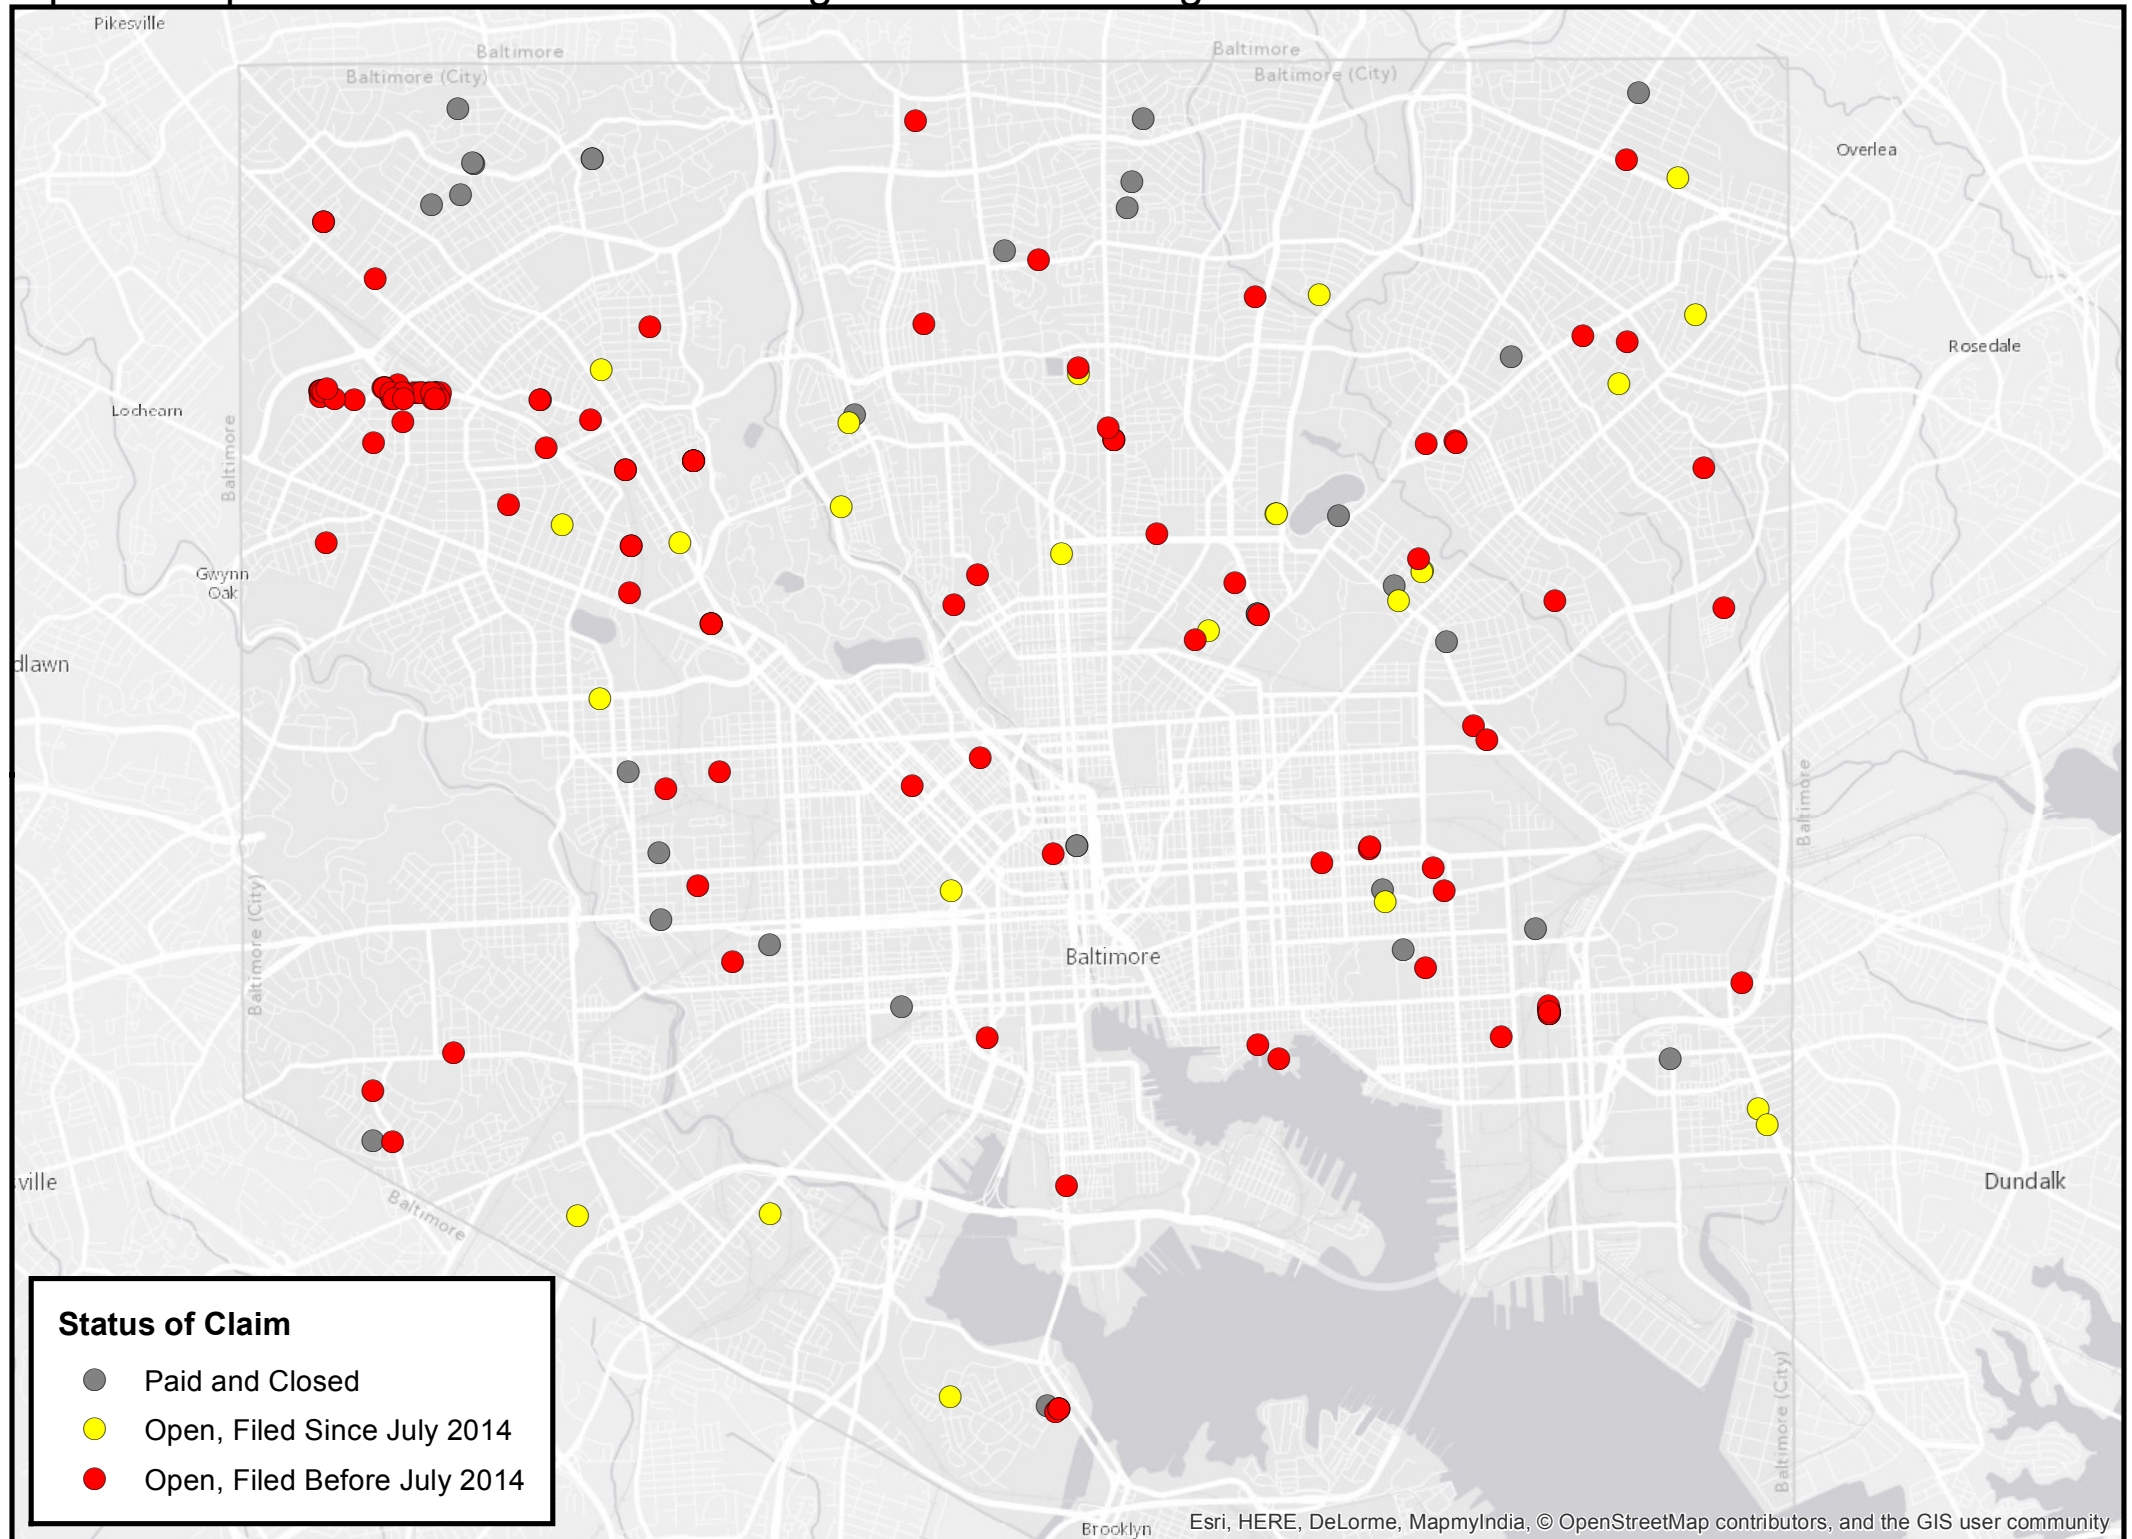 Pikesville
Baltimore
Baltimore
Baltimore (City)
Baltimore (City)
Overlea
Rosedale
Lochearn
Baltimore
Gwynn
Oak
dlawn
Baltimore
Baltimore (City)
Baltimore
ville
Dundalk
Baltimore
Status of Claim
Paid and Closed
Open, Filed Since July 2014
Open, Filed Before July 2014
Baltimore (City)
Brooklyn
Esri, HERE, DeLorme, MapmyIndia, © OpenStreetMap contributors, and the GIS user community